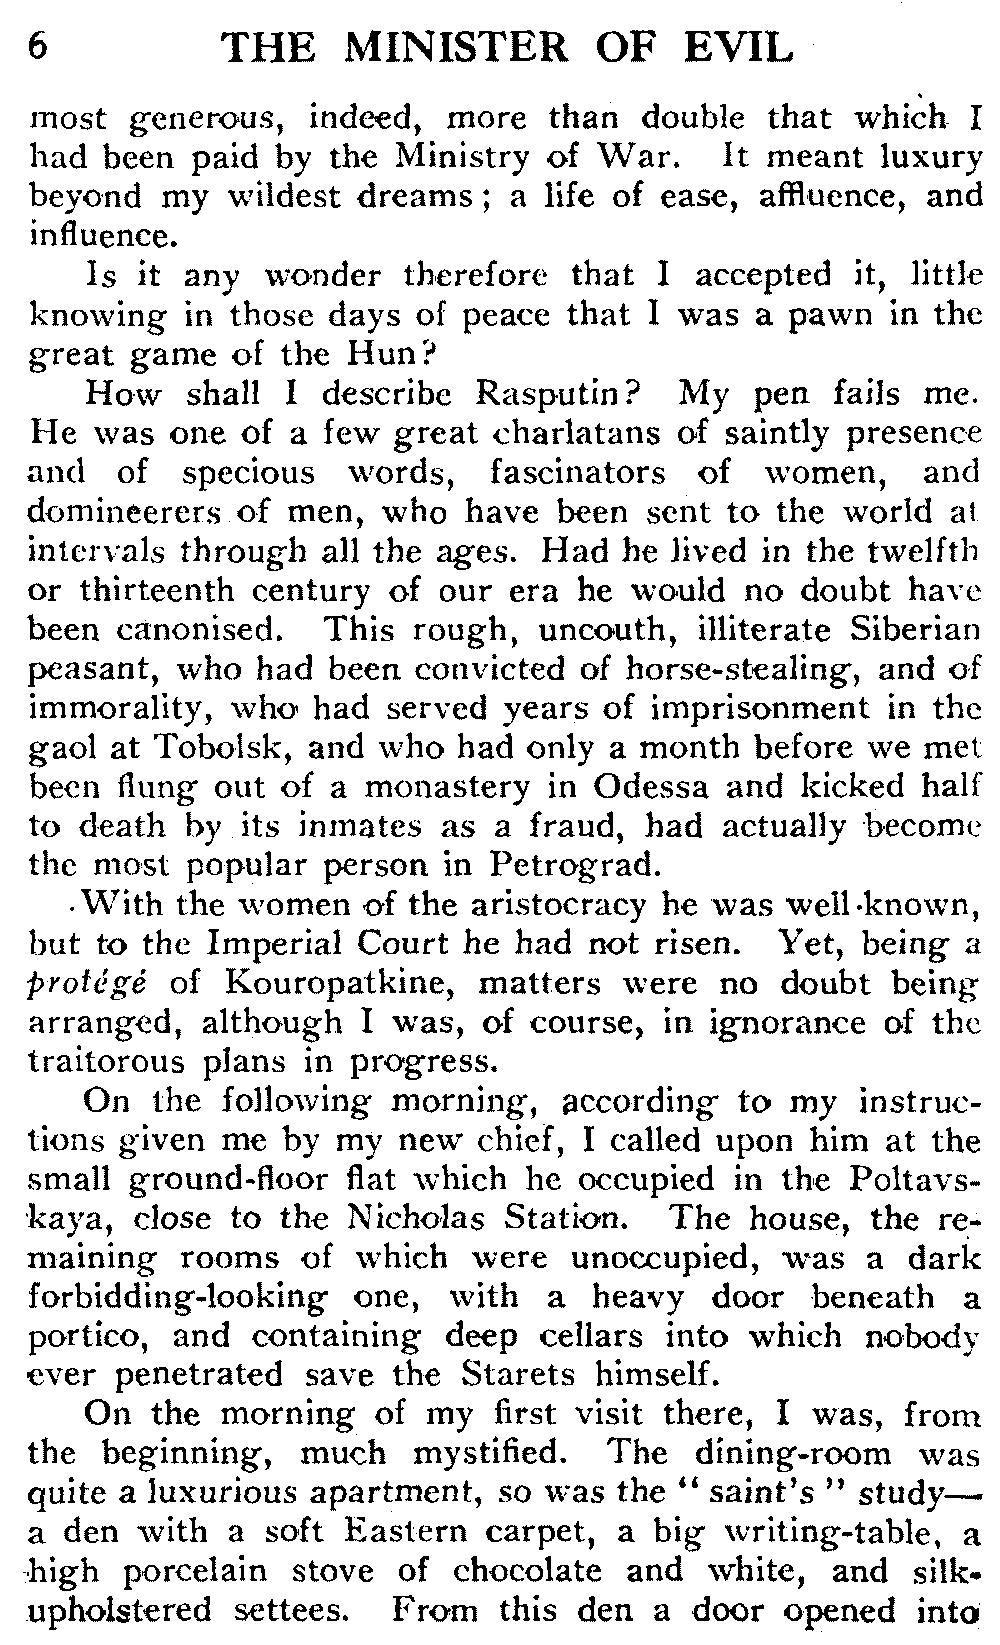 6 THE MINISTER OF EVIL
most generous, indeed, more than double that which I
had been paid by the Ministry of War. It meant luxury
beyond my wildest dreams; a life of ease, affluence, and
influence.
Is it any wonder therefore that I accepted it, little
knowing in those days of peace that I was a pawn in the
great game of the Hun?
How shall I describe Rasputin? My pen fails me.
He was one of a few great charlatans of saintly presence
and of specious words, fascinators of women, and
domineerers of men, who have been sent to the world at
intervals through all the ages. Had he lived in the twelfth
or thirteenth century of our era he would no doubt have
been canonised. This rough, uncouth, illiterate Siberian
peasant, who had been convicted of horse-stealing, and of
immorality, who had served years of imprisonment in the
gaol at Tobolsk, and who had only a month before we met
been flung out of a monastery in Odessa and kicked half
to death by its inmates as a fraud, had actually become
the most popular person in Petrograd.
With the women of the aristocracy he was well-known,
but to the Imperial Court he had not risen. Yet, being a
protégé of Kouropatkine, matters were no doubt being
arranged, although I was, of course, in ignorance of the
traitorous plans in progress.
On the following morning, according to my instruc-
tions given me by my new chief, I called upon him at the
small ground-floor flat which he occupied in the Poltavs-
kaya, close to the Nicholas Station. The house, the re-
maining rooms of which were unoccupied, was a dark
forbidding-looking one, with a heavy door beneath a
portico, and containing deep cellars into which nobody
ever penetrated save the Starets himself.
On the morning of my first visit there, I was, from
the beginning, much mystified. The dining-room was
quite a luxurious apartment, so was the "saint's" study—
a den with a soft Eastern carpet, a big writing-table, a
high porcelain stove of chocolate and white, and silk-
upholstered settees. From this den a door opened into